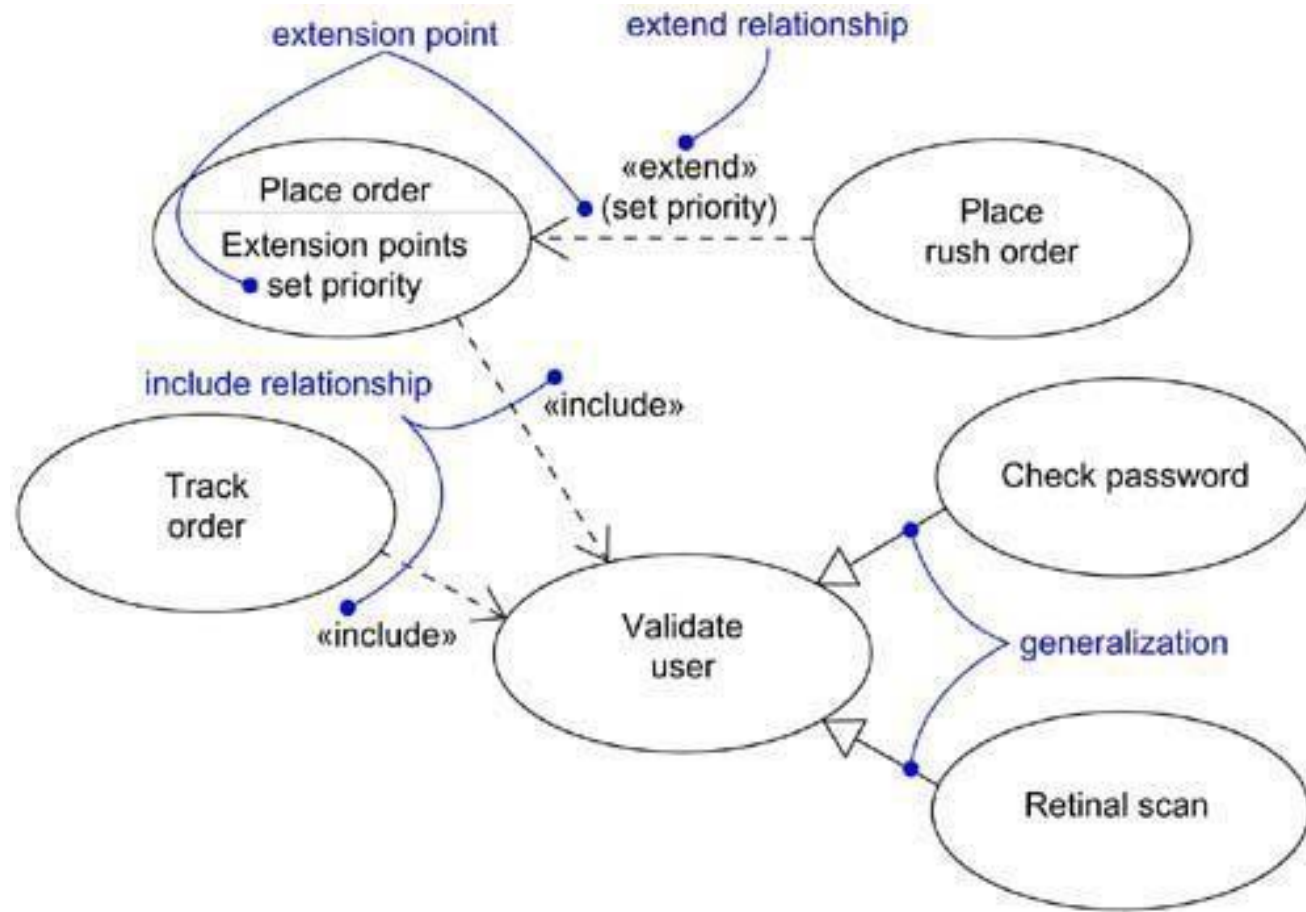 extension point
extend relationship
«extend»
(set priority)
Place order
Extension points
set priority
Place
rush order
include relationship
«include»
Track
order
Check password
«include»
Validate
user
generalization
Retinal scan